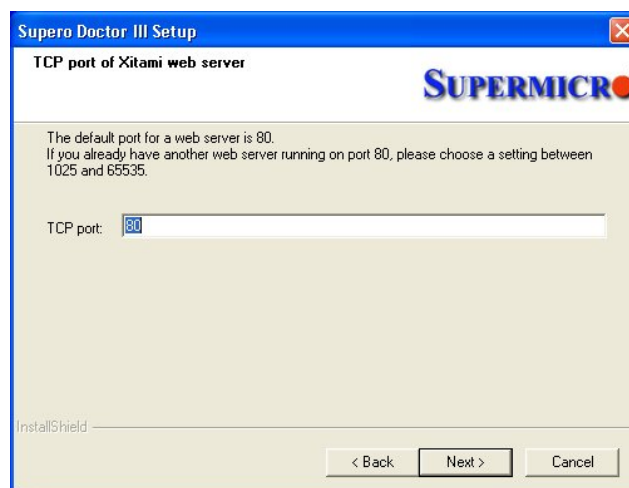 Supero Doctor III Setup
TCP port of Xitami web server
SUPERMICR
The default port for a web server is 80.
If you already have another web server running on port 80, please choose a setting between
1025 and 65535.
TCP port: 80
InstallShield
< Back Next > Cancel